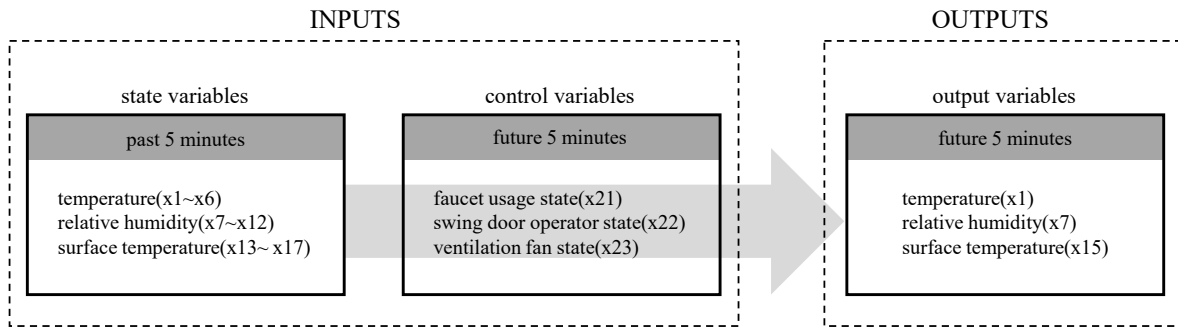 INPUTS
OUTPUTS
state variables
control variables
output variables
past 5 minutes
future 5 minutes
future 5 minutes
temperature(x1~x6)
relative humidity(x7~x12)
surface temperature(x13~ x17)
faucet usage state(x21)
swing door operator state(x22)
ventilation fan state(x23)
temperature(x1)
relative humidity(x7)
surface temperature(x15)